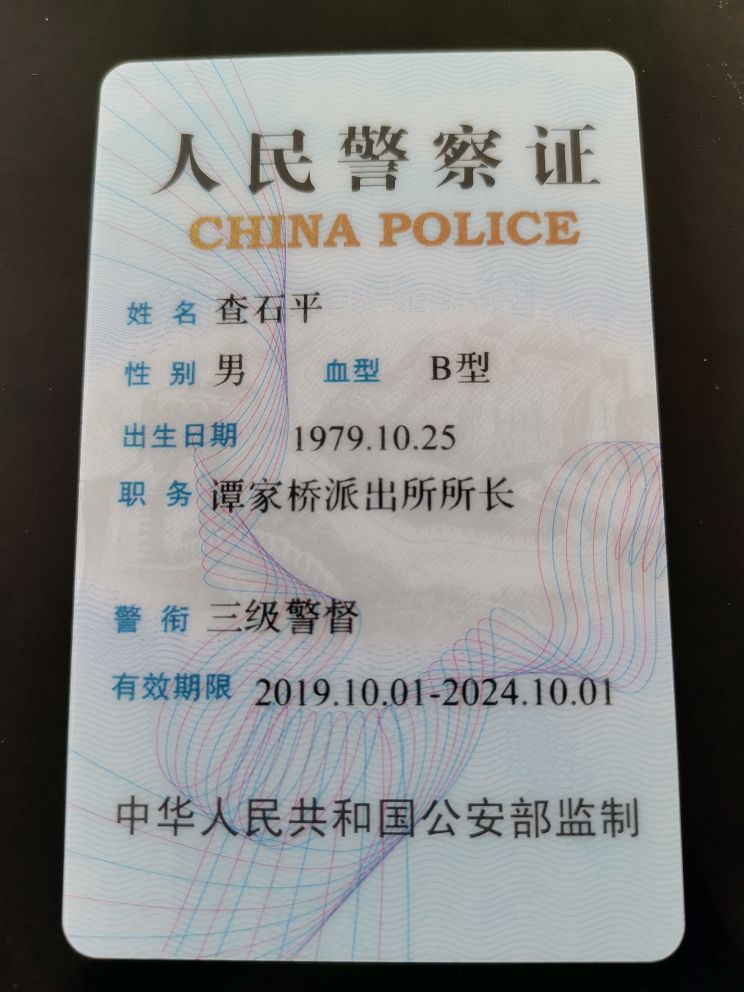 人民警察证
CHINA POLICE
姓名 查石平
性别 男 血型 B型
出生日期 1979.10.25
职务 谭家桥派出所所长
警衔 三级警督
有效期限 2019.10.01-2024.10.01
中华人民共和国公安部监制